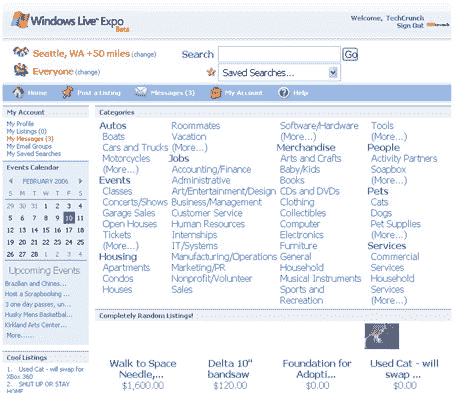 Windows Live™ Expo
Beta
Welcome, TechCrunch
Sign Out
Seattle, WA +50 miles (change)
Everyone (change)
Search
Go
Saved Searches...
Home
Post a Listing
Messages (3)
My Account
Help
My Account
My Profile
My Listings (0)
My Messages (3)
My Email Groups
My Saved Searches
Events Calendar
FEBRUARY 2006
S M T W T F S
29 30 31 1 2 3 4
5 6 7 8 9 10 11
12 13 14 15 16 17 18
19 20 21 22 23 24 25
26 27 28 1 2 3 4
Upcoming Events
Brazilian and Chines...
Host a Scrapbooking ...
3 one day passes, un...
Husky Mens Basketbal...
Kirkland Arts Center...
More......
Cool Listings
1. Used Cat - will swap for XBox 360
2. SHUT UP OR STAY HOME
Categories
Autos
Boats
Cars and Trucks
Motorcycles
Events
Classes
Concerts/Shows
Garage Sales
Open Houses
Tickets
(More...)
Housing
Apartments
Condos
Houses
Roommates
Vacation
(More...)
Jobs
Accounting/Finance
Administrative
Art/Entertainment/Design
Business/Management
Customer Service
Human Resources
Internships
IT/Systems
Manufacturing/Operations
Marketing/PR
Nonprofit/Volunteer
Sales
Software/Hardware
(More...)
Merchandise
Arts and Crafts
Baby/Kids
Books
CDs and DVDs
Clothing
Collectibles
Computer
Electronics
Furniture
General
Household
Musical Instruments
Sports and
Recreation
Tools
(More...)
People
Activity Partners
Soapbox
(More...)
Pets
Cats
Dogs
Pet Supplies
(More...)
Services
Commercial
Services
Household
Services
(More...)
Completely Random Listings!
Walk to Space
Needle,...
$1,600.00
Delta 10"
bandsaw
$120.00
Foundation for
Adopti...
$0.00
Used Cat - will
swap ...
$0.00